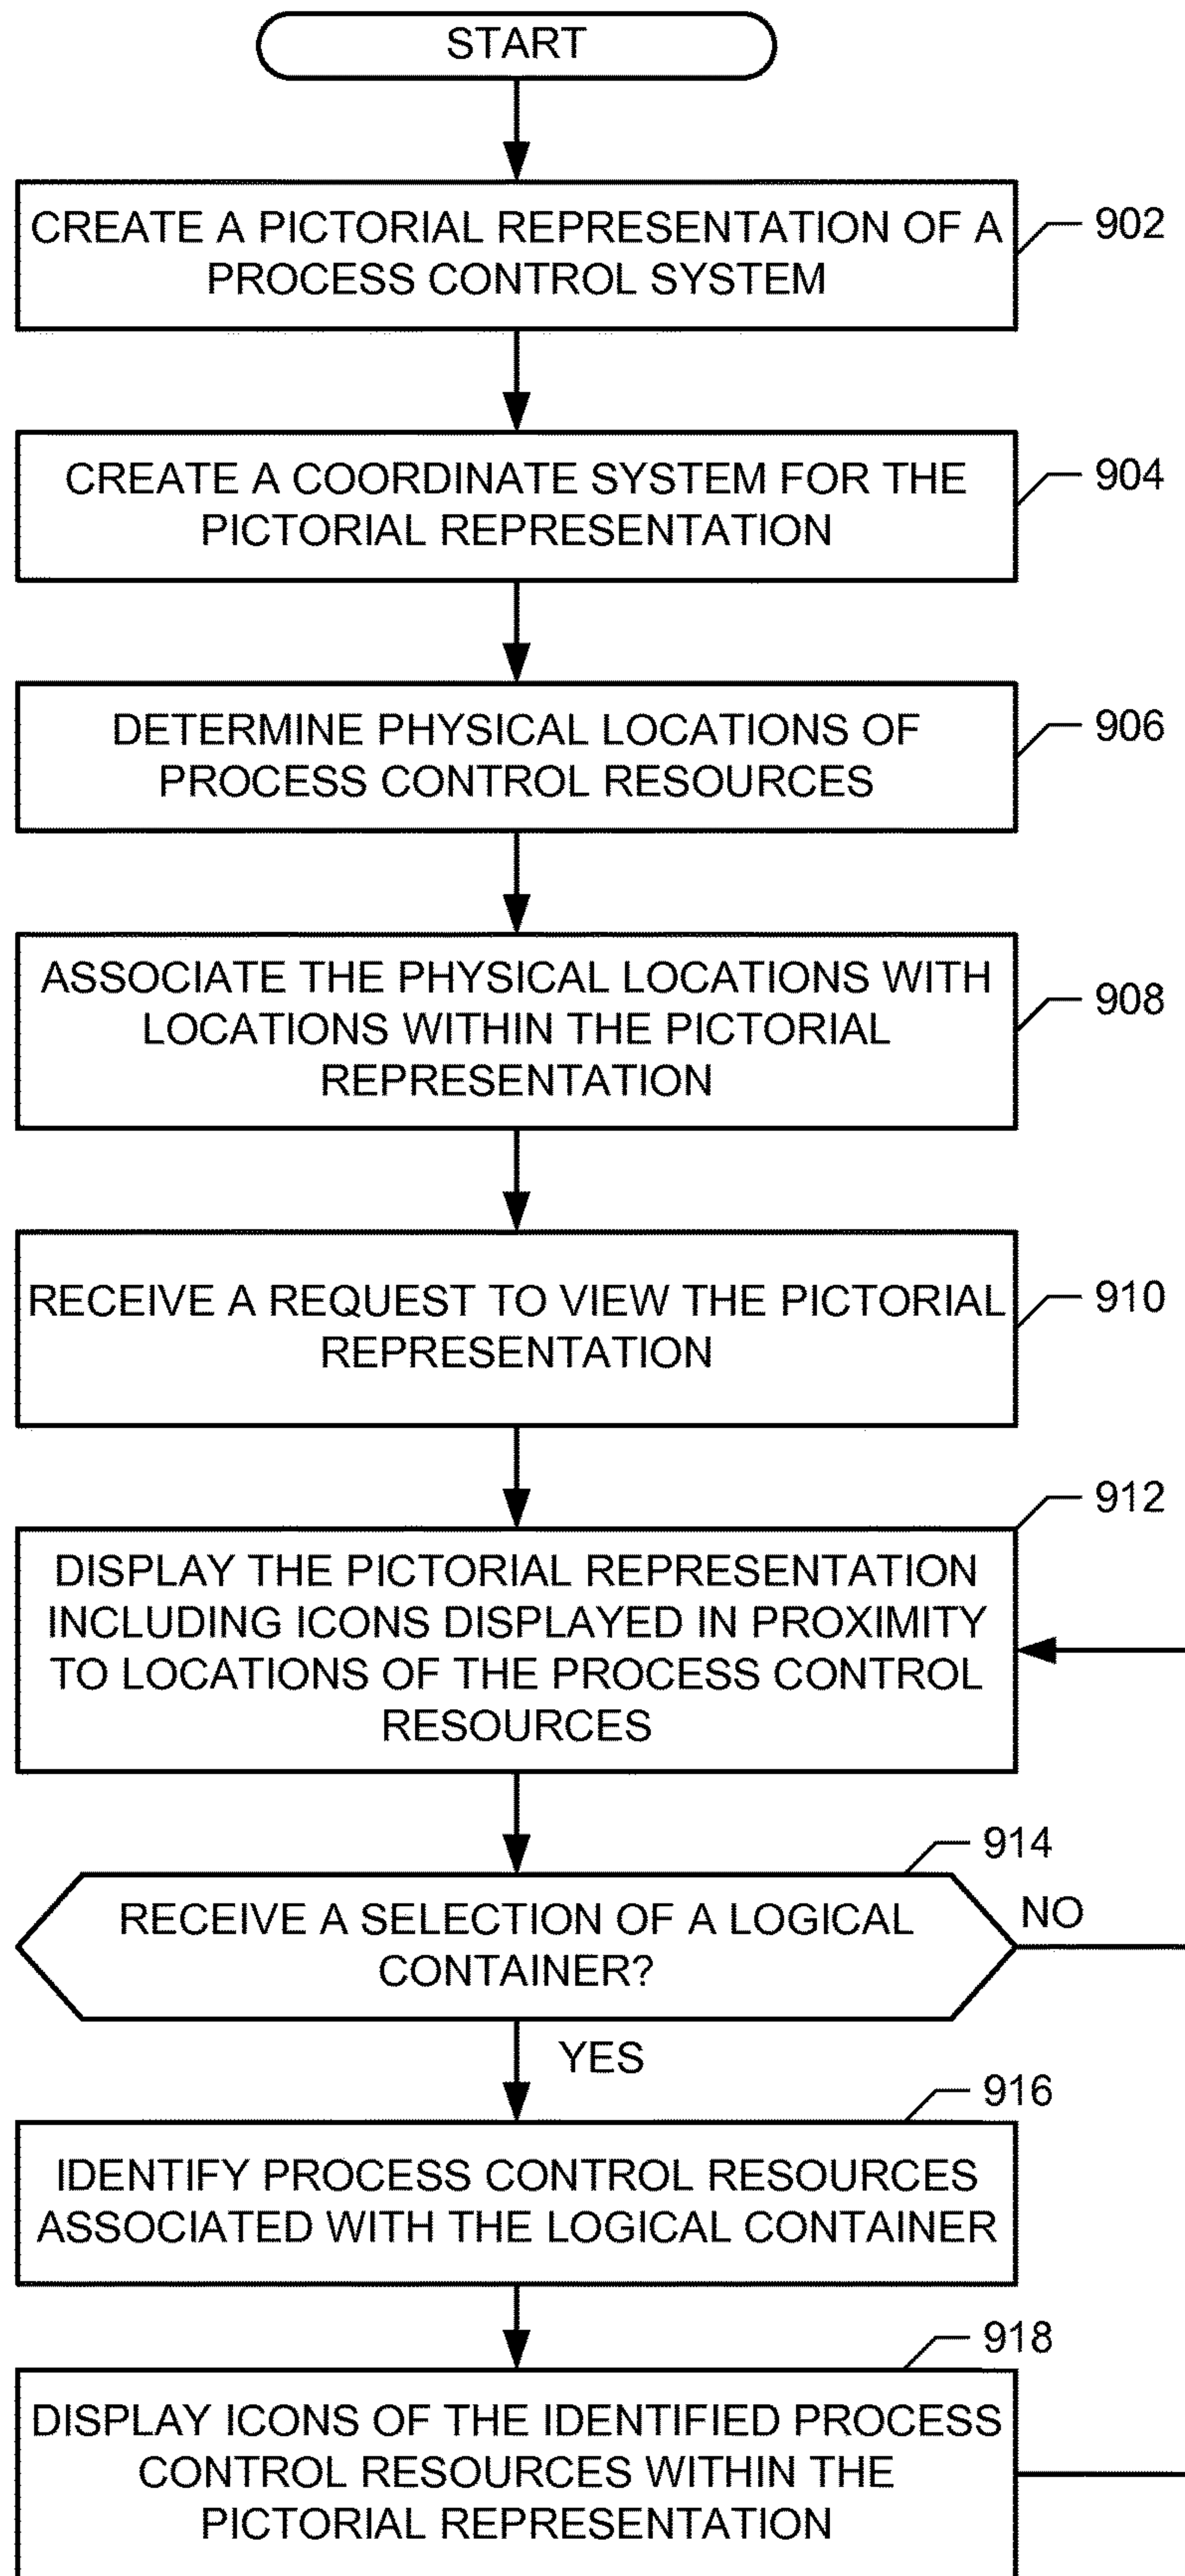 START
CREATE A PICTORIAL REPRESENTATION OF A
PROCESS CONTROL SYSTEM
902
CREATE A COORDINATE SYSTEM FOR THE
PICTORIAL REPRESENTATION
904
DETERMINE PHYSICAL LOCATIONS OF
PROCESS CONTROL RESOURCES
906
ASSOCIATE THE PHYSICAL LOCATIONS WITH
LOCATIONS WITHIN THE PICTORIAL
REPRESENTATION
908
RECEIVE A REQUEST TO VIEW THE PICTORIAL
REPRESENTATION
910
912
DISPLAY THE PICTORIAL REPRESENTATION
INCLUDING ICONS DISPLAYED IN PROXIMITY
TO LOCATIONS OF THE PROCESS CONTROL
RESOURCES
914
RECEIVE A SELECTION OF A LOGICAL
CONTAINER?
NO
YES
916
IDENTIFY PROCESS CONTROL RESOURCES
ASSOCIATED WITH THE LOGICAL CONTAINER
918
DISPLAY ICONS OF THE IDENTIFIED PROCESS
CONTROL RESOURCES WITHIN THE
PICTORIAL REPRESENTATION